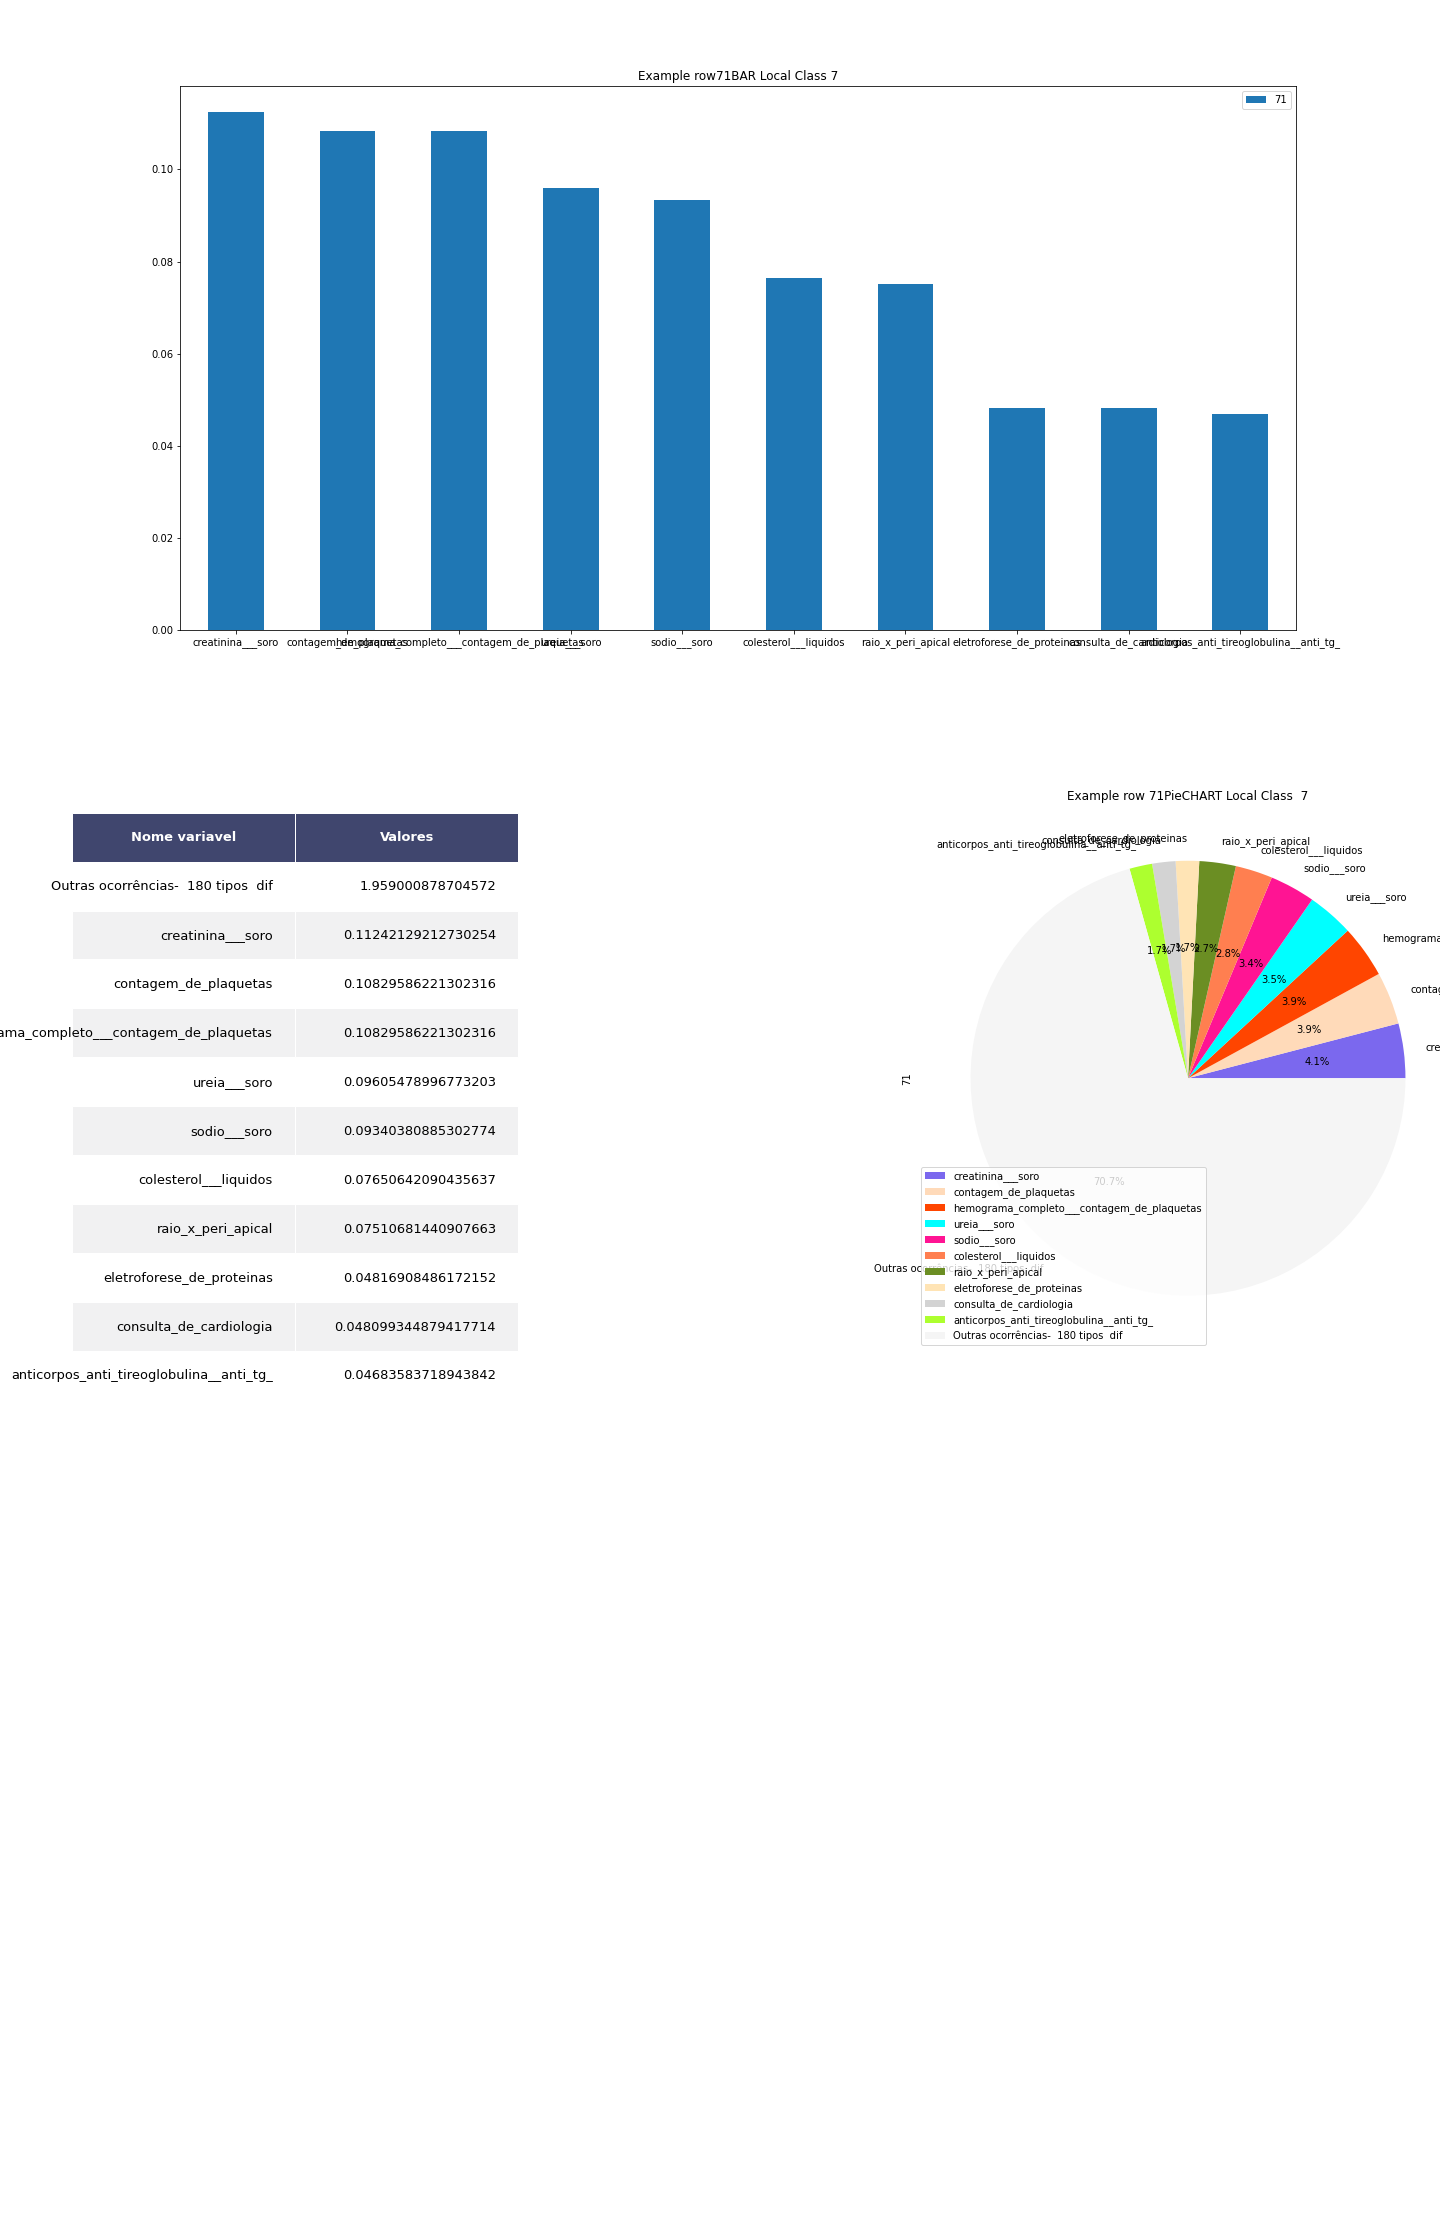 Example row71BAR Local Class 7
71
0.10
0.08
0.06
0.04
0.02
0.00
creatinina___soro
contagem_de_plaquetas
hemograma_completo___contagem_de_plaquetas
ureia___soro
sodio___soro
colesterol___liquidos
raio_x_peri_apical
eletroforese_de_proteinas
consulta_de_cardiologia
anticorpos_anti_tireoglobulina__anti_tg_
Nome variavel Valores
Outras ocorrências-  180 tipos  dif 1.959000878704572
creatinina___soro 0.11242129212730254
contagem_de_plaquetas 0.10829586221302316
ama_completo___contagem_de_plaquetas 0.10829586221302316
ureia___soro 0.09605478996773203
sodio___soro 0.09340380885302774
colesterol___liquidos 0.07650642090435637
raio_x_peri_apical 0.07510681440907663
eletroforese_de_proteinas 0.04816908486172152
consulta_de_cardiologia 0.048099344879417714
anticorpos_anti_tireoglobulina__anti_tg_ 0.04683583718943842
Example row 71PieCHART Local Class  7
anticorpos_anti_tireoglobulina__anti_tg_
consulta_de_cardiologia
eletroforese_de_proteinas
raio_x_peri_apical
colesterol___liquidos
sodio___soro
ureia___soro
hemograma
contag
cre
1.7%
1.7%
1.7%
2.7%
2.8%
3.4%
3.5%
3.9%
3.9%
4.1%
70.7%
71
Outras ocorrências-  180 tipos  dif
creatinina___soro
contagem_de_plaquetas
hemograma_completo___contagem_de_plaquetas
ureia___soro
sodio___soro
colesterol___liquidos
raio_x_peri_apical
eletroforese_de_proteinas
consulta_de_cardiologia
anticorpos_anti_tireoglobulina__anti_tg_
Outras ocorrências-  180 tipos  dif